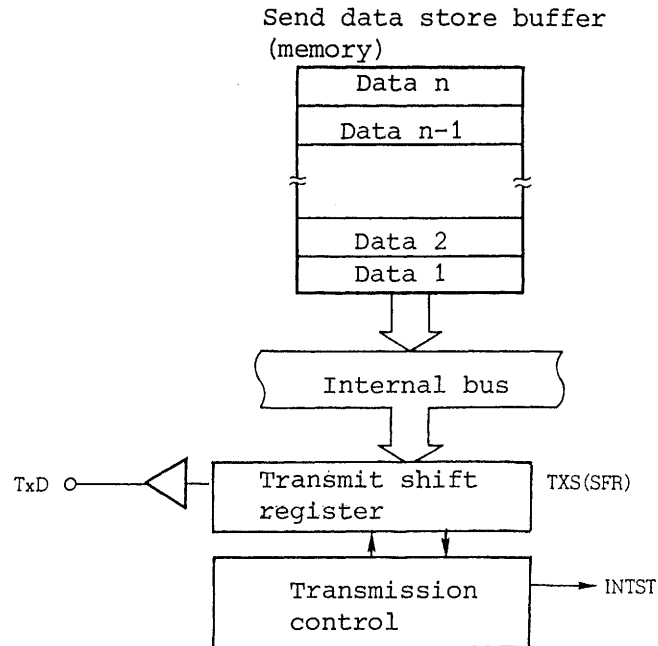 Send data store buffer
(memory)
Data n
Data n-1
Data 2
Data 1
Internal bus
TxD
Transmit shift
register
TXS(SFR)
Transmission
control
INTST